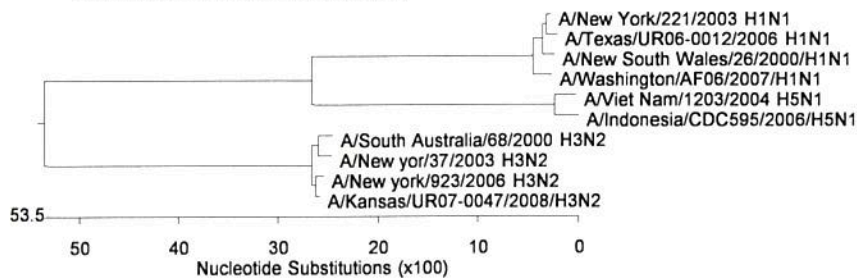 A/New York/221/2003 H1N1
A/Texas/UR06-0012/2006 H1N1
A/New South Wales/26/2000/H1N1
A/Washington/AF06/2007/H1N1
A/Viet Nam/1203/2004 H5N1
A/Indonesia/CDC595/2006/H5N1
A/South Australia/68/2000 H3N2
A/New yor/37/2003 H3N2
A/New york/923/2006 H3N2
A/Kansas/UR07-0047/2008/H3N2
53.5
50 40 30 20 10 0
Nucleotide Substitutions (x100)